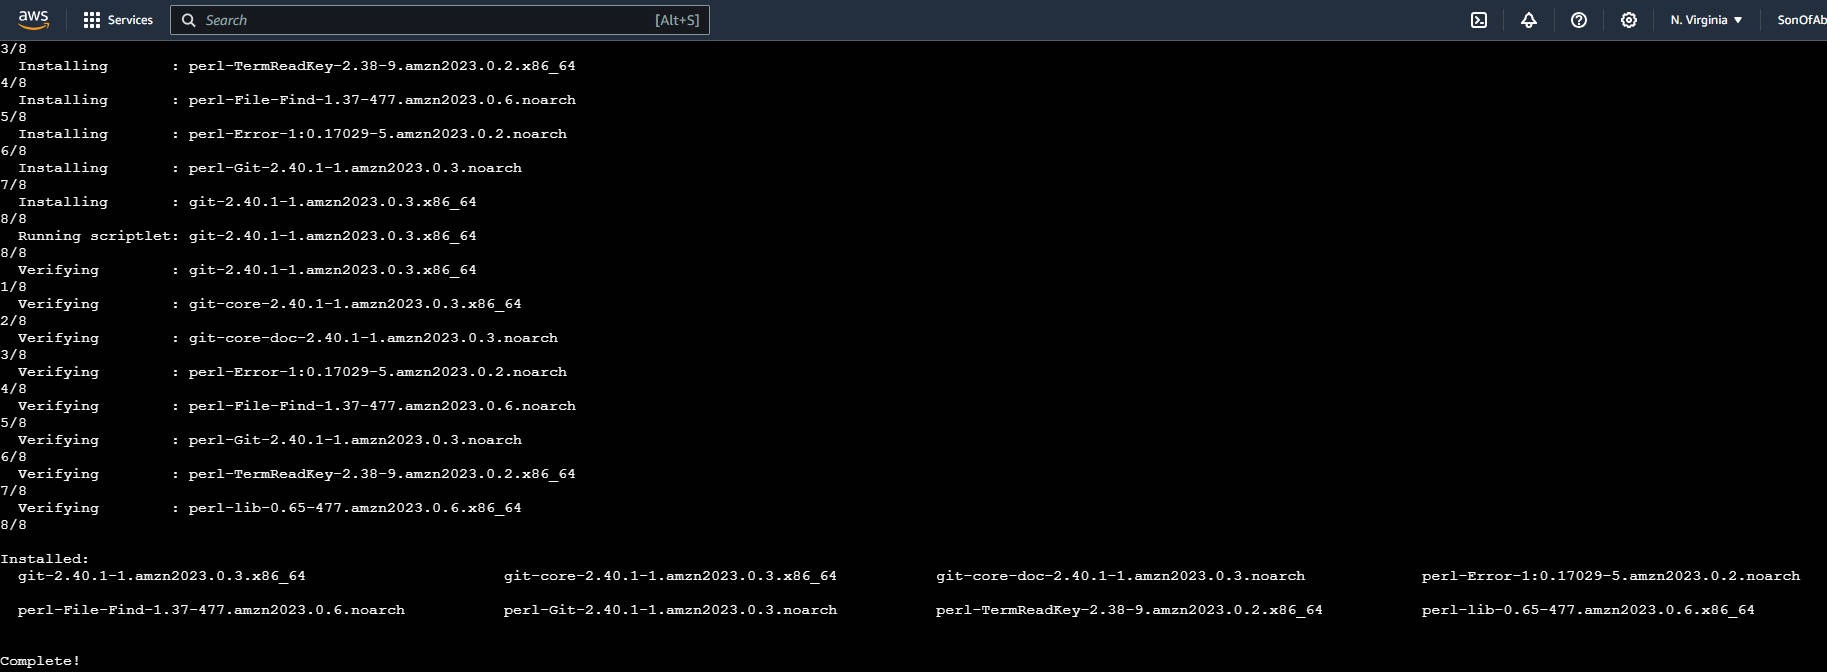 aws Services Search [Alt+S] N. Virginia SonOfAb
3/8
Installing : perl-TermReadKey-2.38-9.amzn2023.0.2.x86_64
4/8
Installing : perl-File-Find-1.37-477.amzn2023.0.6.noarch
5/8
Installing : perl-Error-1:0.17029-5.amzn2023.0.2.noarch
6/8
Installing : perl-Git-2.40.1-1.amzn2023.0.3.noarch
7/8
Installing : git-2.40.1-1.amzn2023.0.3.x86_64
8/8
Running scriptlet: git-2.40.1-1.amzn2023.0.3.x86_64
8/8
Verifying : git-2.40.1-1.amzn2023.0.3.x86_64
1/8
Verifying : git-core-2.40.1-1.amzn2023.0.3.x86_64
2/8
Verifying : git-core-doc-2.40.1-1.amzn2023.0.3.noarch
3/8
Verifying : perl-Error-1:0.17029-5.amzn2023.0.2.noarch
4/8
Verifying : perl-File-Find-1.37-477.amzn2023.0.6.noarch
5/8
Verifying : perl-Git-2.40.1-1.amzn2023.0.3.noarch
6/8
Verifying : perl-TermReadKey-2.38-9.amzn2023.0.2.x86_64
7/8
Verifying : perl-lib-0.65-477.amzn2023.0.6.x86_64
8/8
Installed:
git-2.40.1-1.amzn2023.0.3.x86_64 git-core-2.40.1-1.amzn2023.0.3.x86_64 git-core-doc-2.40.1-1.amzn2023.0.3.noarch perl-Error-1:0.17029-5.amzn2023.0.2.noarch
perl-File-Find-1.37-477.amzn2023.0.6.noarch perl-Git-2.40.1-1.amzn2023.0.3.noarch perl-TermReadKey-2.38-9.amzn2023.0.2.x86_64 perl-lib-0.65-477.amzn2023.0.6.x86_64
Complete!